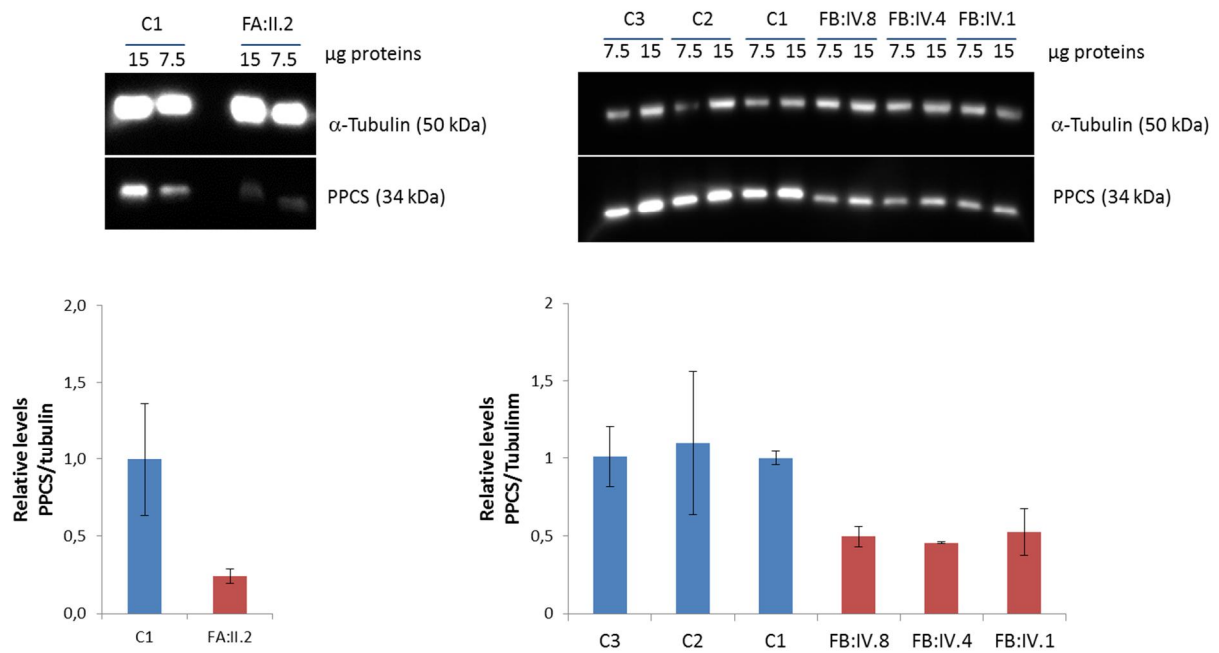 C1 FA:II.2
15 7.5 15 7.5 µg proteins
α-Tubulin (50 kDa)
PPCS (34 kDa)
C3 C2 C1 FB:IV.8 FB:IV.4 FB:IV.1
7.5 15 7.5 15 7.5 15 7.5 15 7.5 15 7.5 15 µg proteins
α-Tubulin (50 kDa)
PPCS (34 kDa)
Relative levels
PPCS/tubulin
2,0
1,5
1,0
0,5
0,0
C1 FA:II.2
Relative levels
PPCS/Tubulinm
2
1,5
1
0,5
0
C3 C2 C1 FB:IV.8 FB:IV.4 FB:IV.1